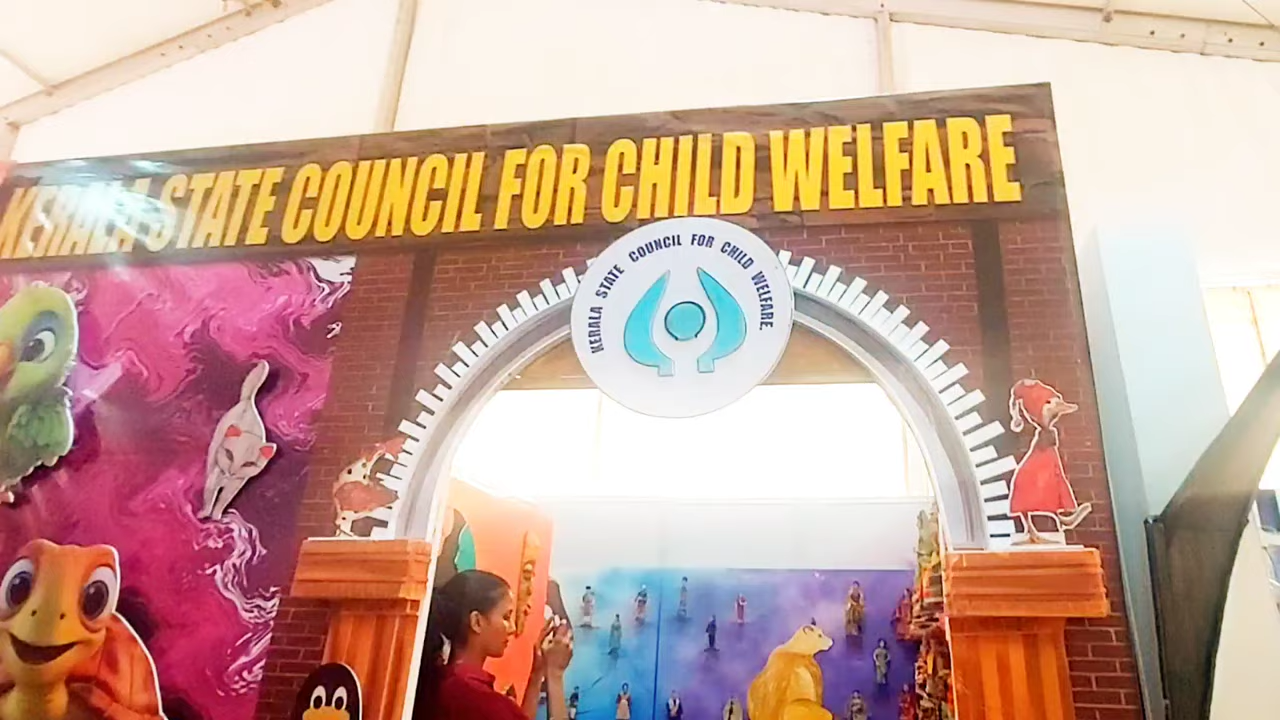 KERALA STATE COUNCIL FOR CHILD WELFARE
KERALA STATE COUNCIL FOR CHILD WELFARE.